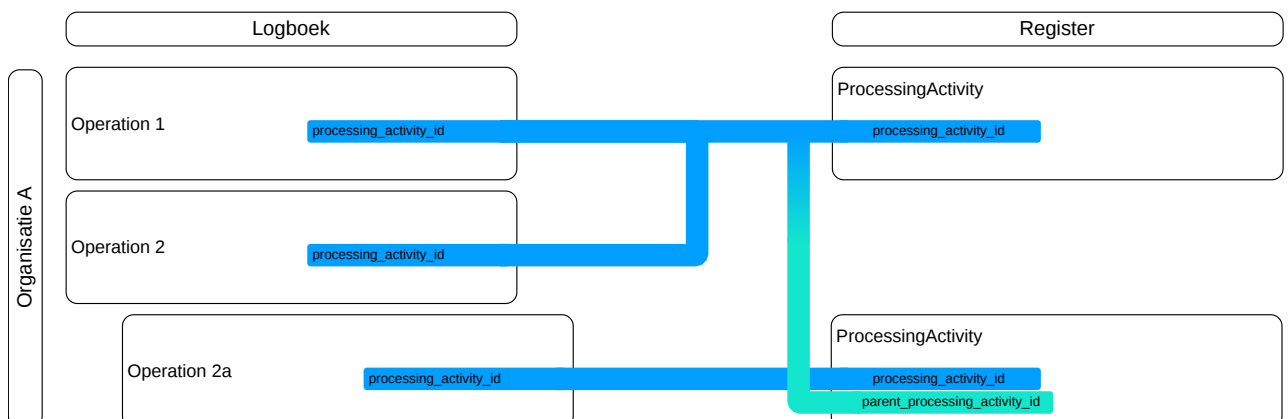 Logboek
Register
Organisatie A
ProcessingActivity
Operation 1
processing_activity_id
processing_activity_id
Operation 2
processing_activity_id
ProcessingActivity
Operation 2a
processing_activity_id
processing_activity_id
parent_processing_activity_id